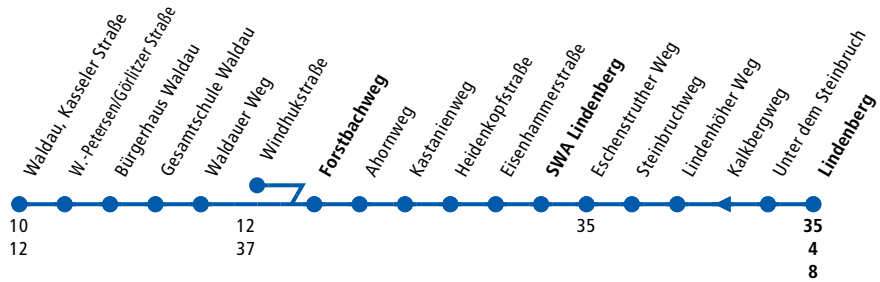 Waldau, Kasseler Straße
W.-Petersen/Görlitzer Straße
Bürgerhaus Waldau
Gesamtschule Waldau
Waldauer Weg
Windhukstraße
Forstbachweg
Ahornweg
Kastanienweg
Heidenkopfstraße
Eisenhammerstraße
SWA Lindenberg
Eschenstruther Weg
Steinbruchweg
Lindenhöher Weg
Kalkbergweg
Unter dem Steinbruch
Lindenberg
10
12
12
37
35
35
4
8